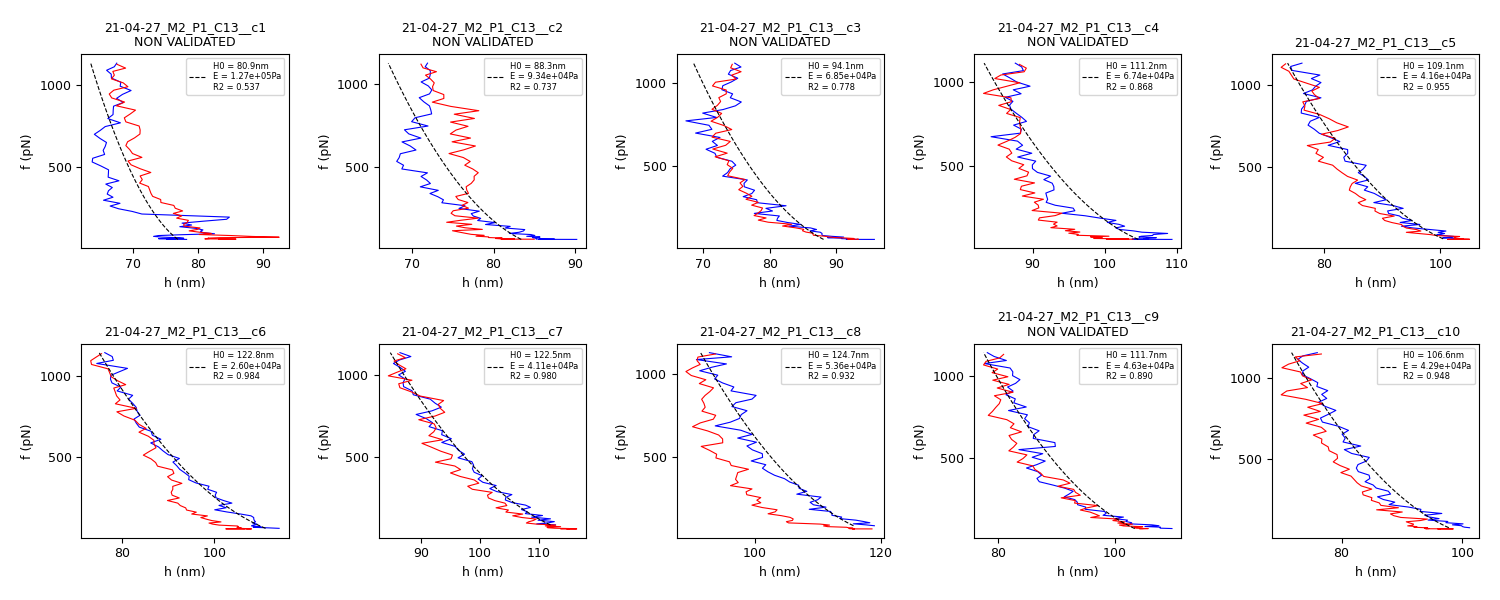 21-04-27_M2_P1_C13__c1
NON VALIDATED
H0 = 80.9nm
E = 1.27e+05Pa
R2 = 0.537
1000
500
f (pN)
70 80 90
h (nm)
21-04-27_M2_P1_C13__c2
NON VALIDATED
H0 = 88.3nm
E = 9.34e+04Pa
R2 = 0.737
1000
500
f (pN)
70 80 90
h (nm)
21-04-27_M2_P1_C13__c3
NON VALIDATED
H0 = 94.1nm
E = 6.85e+04Pa
R2 = 0.778
1000
500
f (pN)
70 80 90
h (nm)
21-04-27_M2_P1_C13__c4
NON VALIDATED
H0 = 111.2nm
E = 6.74e+04Pa
R2 = 0.868
1000
500
f (pN)
90 100 110
h (nm)
21-04-27_M2_P1_C13__c5
H0 = 109.1nm
E = 4.16e+04Pa
R2 = 0.955
1000
500
f (pN)
80 100
h (nm)
21-04-27_M2_P1_C13__c6
H0 = 122.8nm
E = 2.60e+04Pa
R2 = 0.984
1000
500
f (pN)
80 100
h (nm)
21-04-27_M2_P1_C13__c7
H0 = 122.5nm
E = 4.11e+04Pa
R2 = 0.980
1000
500
f (pN)
90 100 110
h (nm)
21-04-27_M2_P1_C13__c8
H0 = 124.7nm
E = 5.36e+04Pa
R2 = 0.932
1000
500
f (pN)
100 120
h (nm)
21-04-27_M2_P1_C13__c9
NON VALIDATED
H0 = 111.7nm
E = 4.63e+04Pa
R2 = 0.890
1000
500
f (pN)
80 100
h (nm)
21-04-27_M2_P1_C13__c10
H0 = 106.6nm
E = 4.29e+04Pa
R2 = 0.948
1000
500
f (pN)
80 100
h (nm)